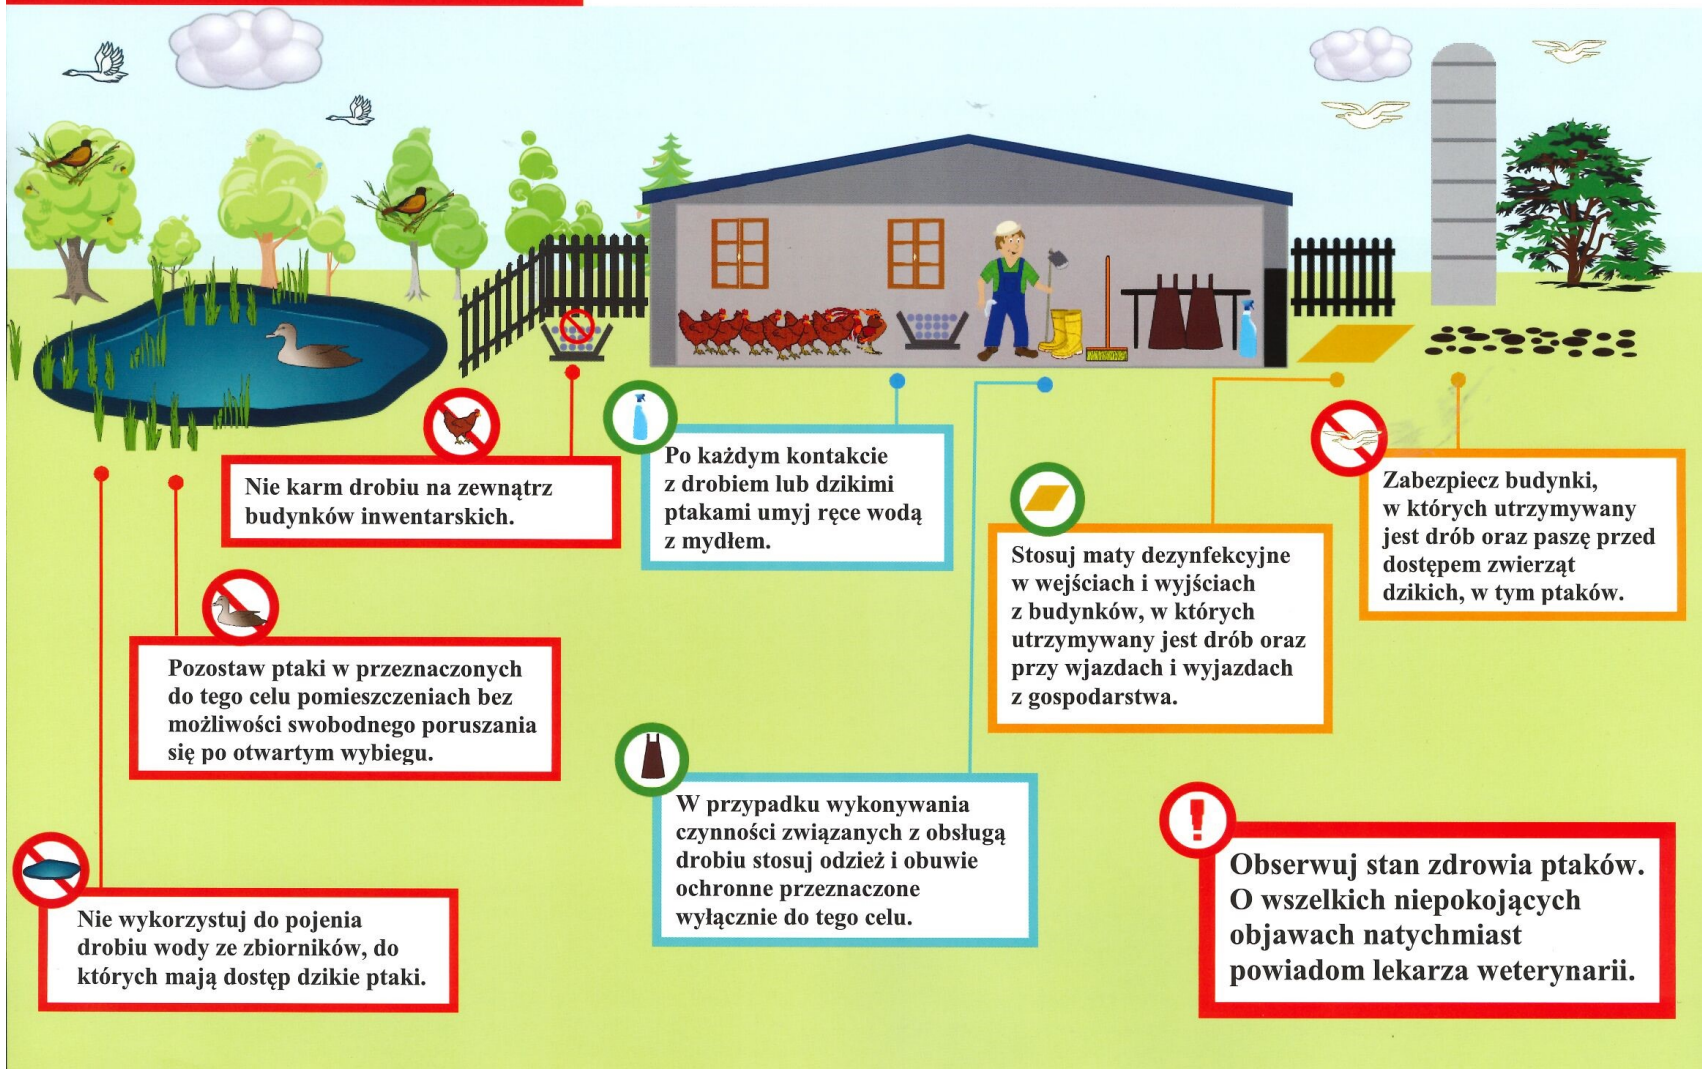 Nie karm drobiu na zewnątrz
budynków inwentarskich.
Po każdym kontakcie
z drobiem lub dzikimi
ptakami umyj ręce wodą
z mydłem.
Stosuj maty dezynfekcyjne
w wejściach i wyjściach
z budynków, w których
utrzymywany jest drób oraz
przy wjazdach i wyjazdach
z gospodarstwa.
Zabezpiecz budynki,
w których utrzymywany
jest drób oraz paszę przed
dostępem zwierząt
dzikich, w tym ptaków.
Pozostaw ptaki w przeznaczonych
do tego celu pomieszczeniach bez
możliwości swobodnego poruszania
się po otwartym wybiegu.
W przypadku wykonywania
czynności związanych z obsługą
drobiu stosuj odzież i obuwie
ochronne przeznaczone
wyłącznie do tego celu.
Nie wykorzystuj do pojenia
drobiu wody ze zbiorników, do
których mają dostęp dzikie ptaki.
Obserwuj stan zdrowia ptaków.
O wszelkich niepokojących
objawach natychmiast
powiadom lekarza weterynarii.